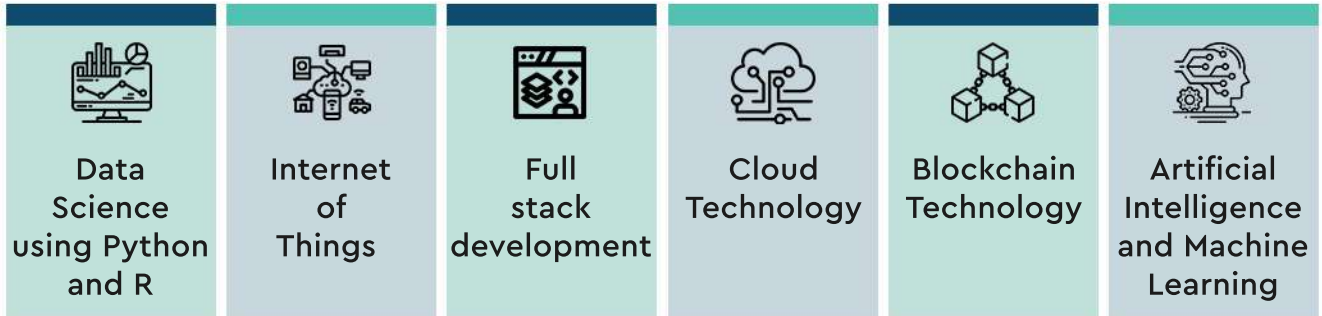 Data
Science
using Python
and R
Internet
of
Things
Full
stack
development
Cloud
Technology
Blockchain
Technology
Artificial
Intelligence
and Machine
Learning